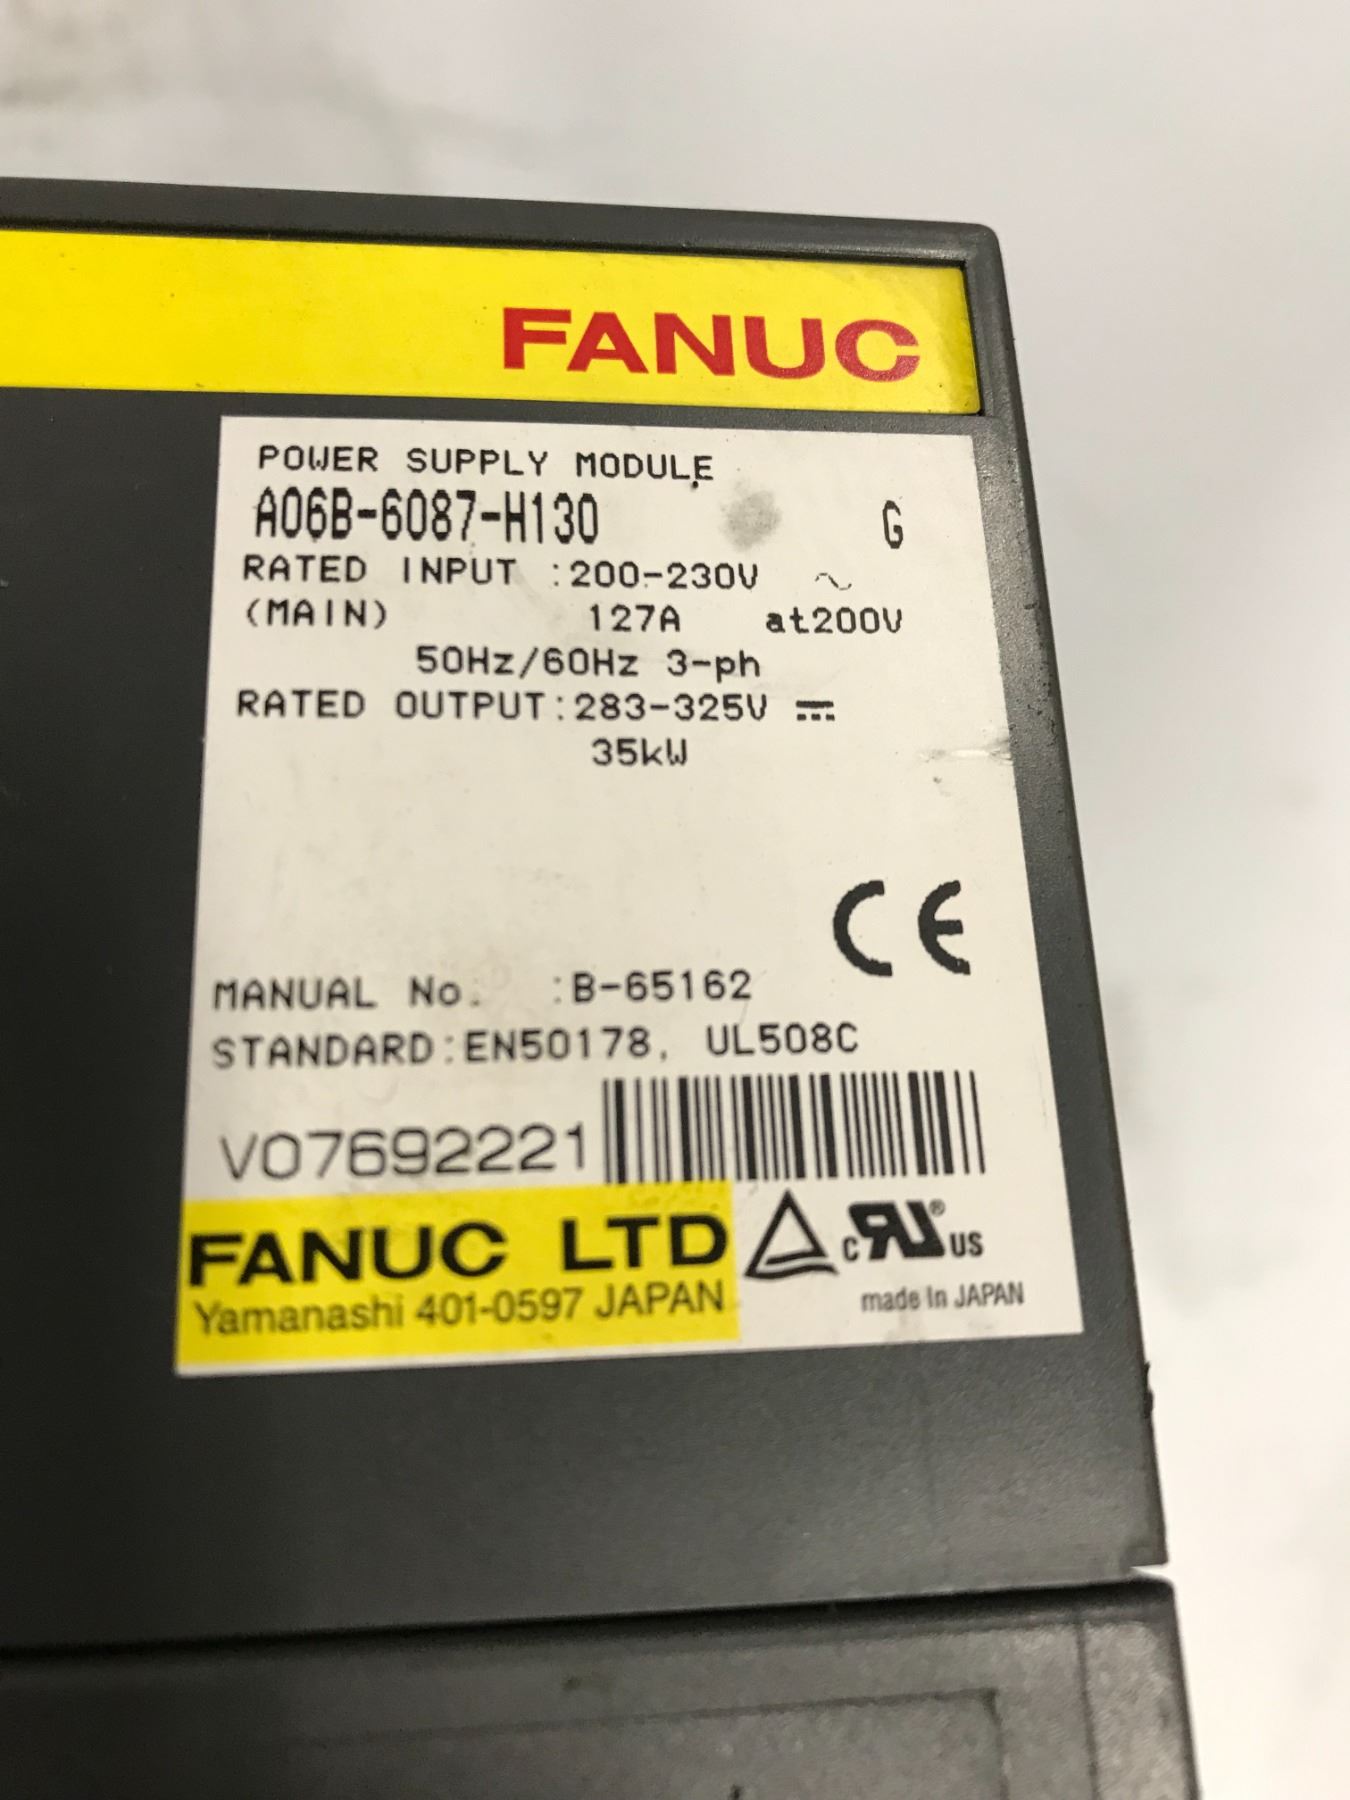 FANUC
POWER SUPPLY MODULE
A06B-6087-H130 G
RATED INPUT :200-230V ~
(MAIN) 127A at200V
50Hz/60Hz 3-ph
RATED OUTPUT:283-325V ⎓
35kW
CE
MANUAL No. :B-65162
STANDARD:EN50178, UL508C
V07692221
FANUC LTD
Yamanashi 401-0597 JAPAN
c RU ® US
made in JAPAN